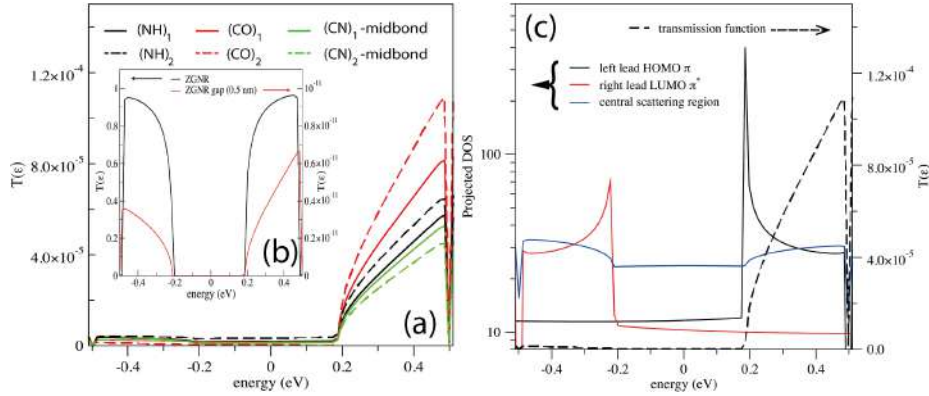 (NH)1 (CO)1 (CN)1-midbond
(NH)2 (CO)2 (CN)2-midbond
1.2×10-4
8.0×10-5
4.0×10-5
0
T(ε)
-0.4 -0.2 0 0.2 0.4
energy (eV)
(a)
ZGNR
ZGNR gap (0.5 nm)
1
0.8
0.6
0.4
0.2
0
T(ε)
10-11
0.8×10-11
0.6×10-11
0.4×10-11
0.2×10-11
0
T(ε)
-0.4 -0.2 0 0.2 0.4
energy (eV)
(b)
(c)
transmission function
left lead HOMO π
right lead LUMO π*
central scattering region
100
10
Projected DOS
1.2×10-4
8.0×10-5
4.0×10-5
0.0
T(ε)
-0.4 -0.2 0 0.2 0.4
energy (eV)